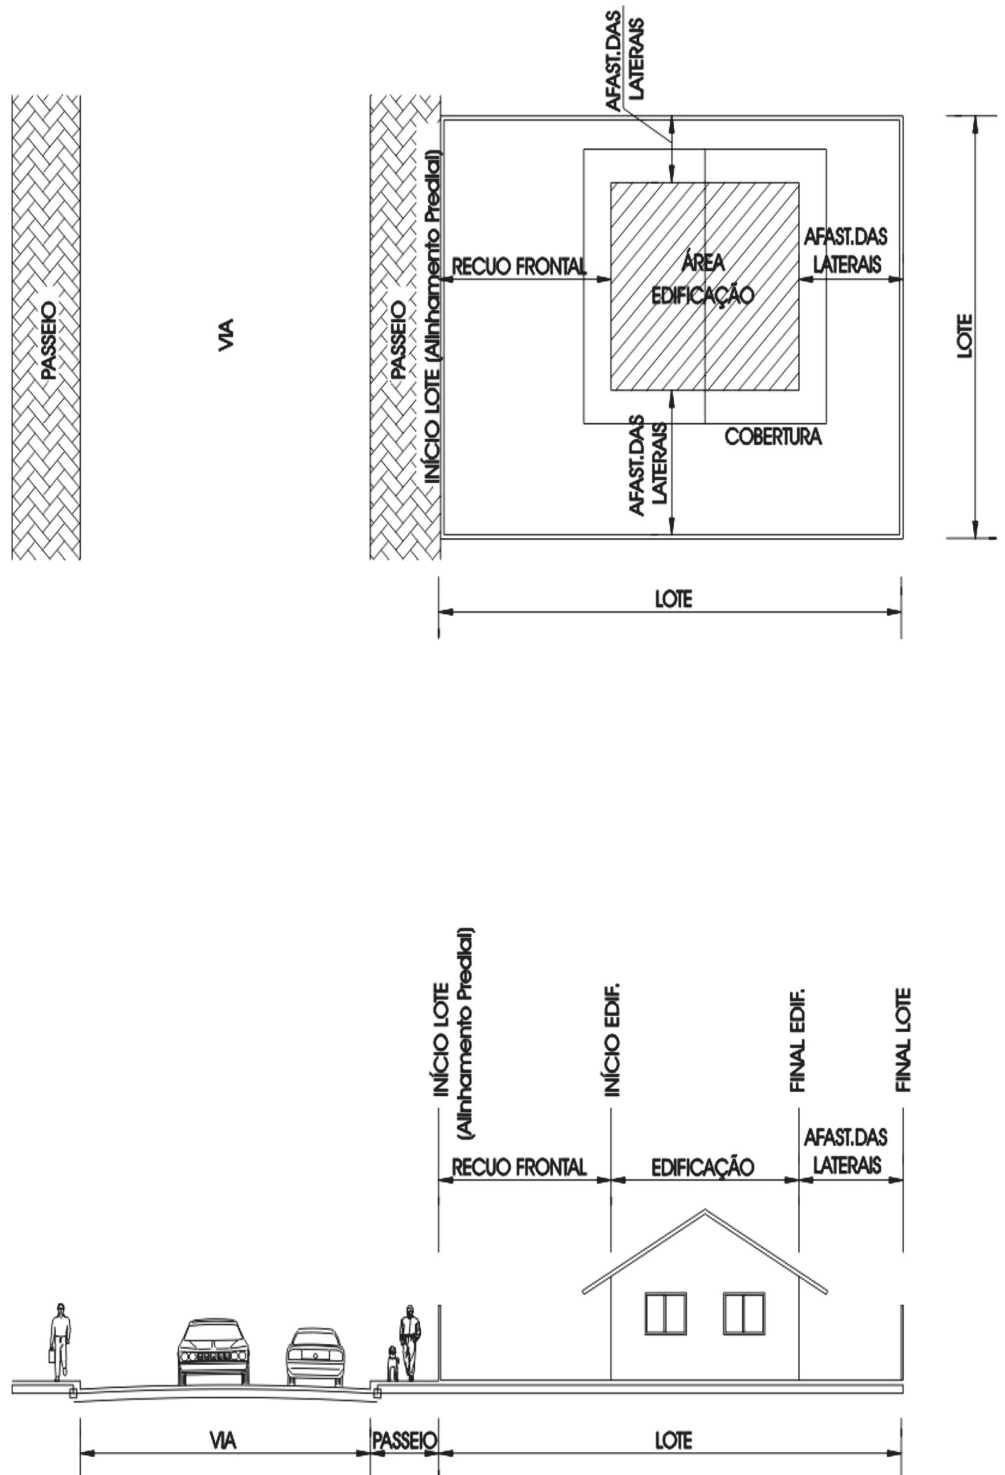 AFAST.DAS
LATERAIS
PASSEIO
VIA
PASSEIO
INÍCIO LOTE (Alinhamento Predial)
RECUO FRONTAL
ÁREA
EDIFICAÇÃO
AFAST.DAS
LATERAIS
LOTE
AFAST.DAS
LATERAIS
COBERTURA
LOTE
INÍCIO LOTE
(Alinhamento Predial)
INÍCIO EDIF.
FINAL EDIF.
FINAL LOTE
RECUO FRONTAL
EDIFICAÇÃO
AFAST.DAS
LATERAIS
VIA
PASSEIO
LOTE